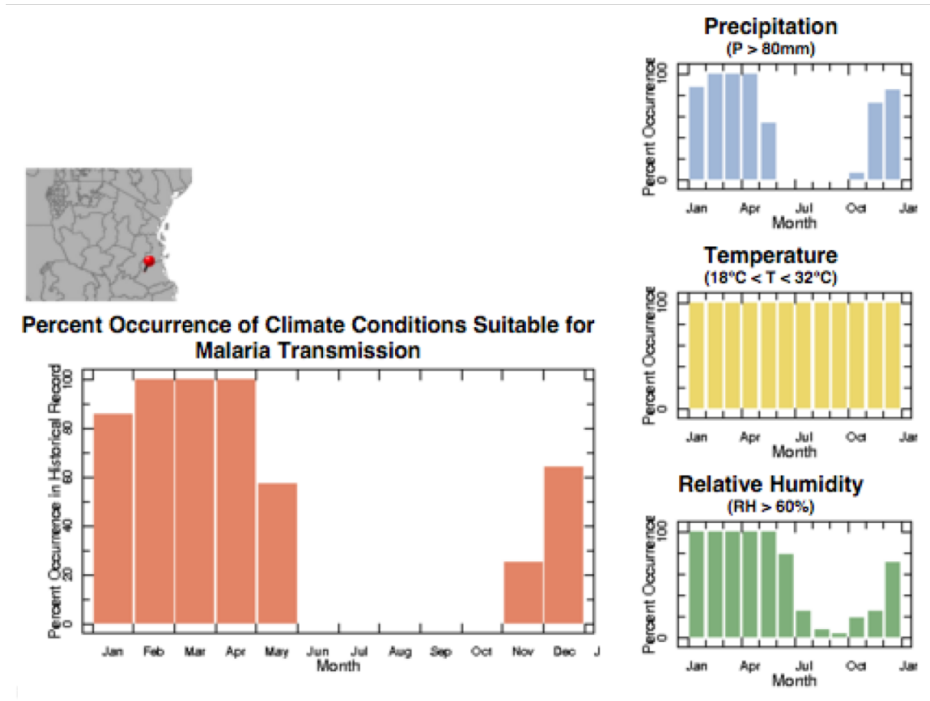 Precipitation
(P > 80mm)
Percent Occurrence
100
0
Jan Apr Jul Oct Jan
Month
Temperature
(18°C < T < 32°C)
Percent Occurrence
100
0
Jan Apr Jul Oct Jan
Month
Percent Occurrence of Climate Conditions Suitable for
Malaria Transmission
Percent Occurrence in Historical Record
100
80
60
40
20
0
Jan Feb Mar Apr May Jun Jul Aug Sep Oct Nov Dec J
Month
Relative Humidity
(RH > 60%)
Percent Occurrence
100
0
Jan Apr Jul Oct Jan
Month